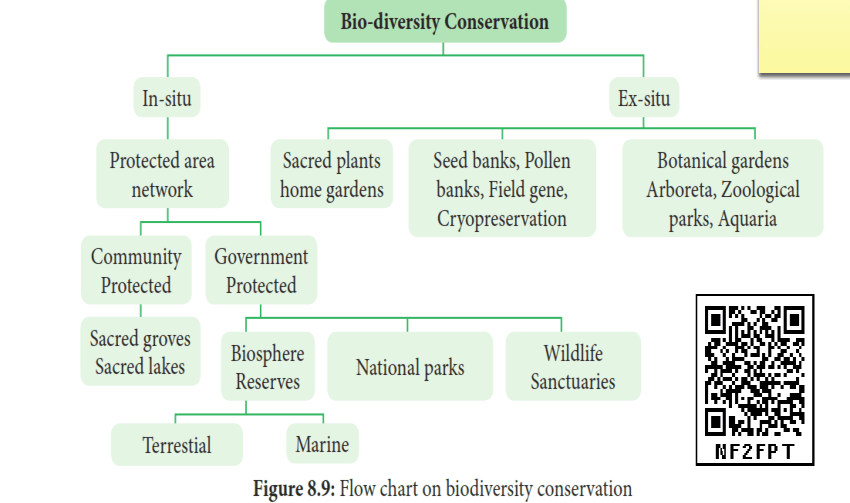 Bio-diversity Conservation
In-situ
Ex-situ
Protected area
network
Sacred plants
home gardens
Seed banks, Pollen
banks, Field gene,
Cryopreservation
Botanical gardens
Arboreta, Zoological
parks, Aquaria
Community
Protected
Government
Protected
Sacred groves
Sacred lakes
Biosphere
Reserves
National parks
Wildlife
Sanctuaries
Terrestial
Marine
NF2FPT
Figure 8.9: Flow chart on biodiversity conservation